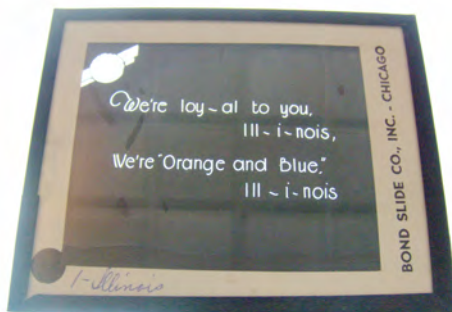 We're loy~al to you,
Ill~i~nois,
We're "Orange and Blue,"
Ill~i~nois
BOND SLIDE CO., INC. - CHICAGO
1-Illinois